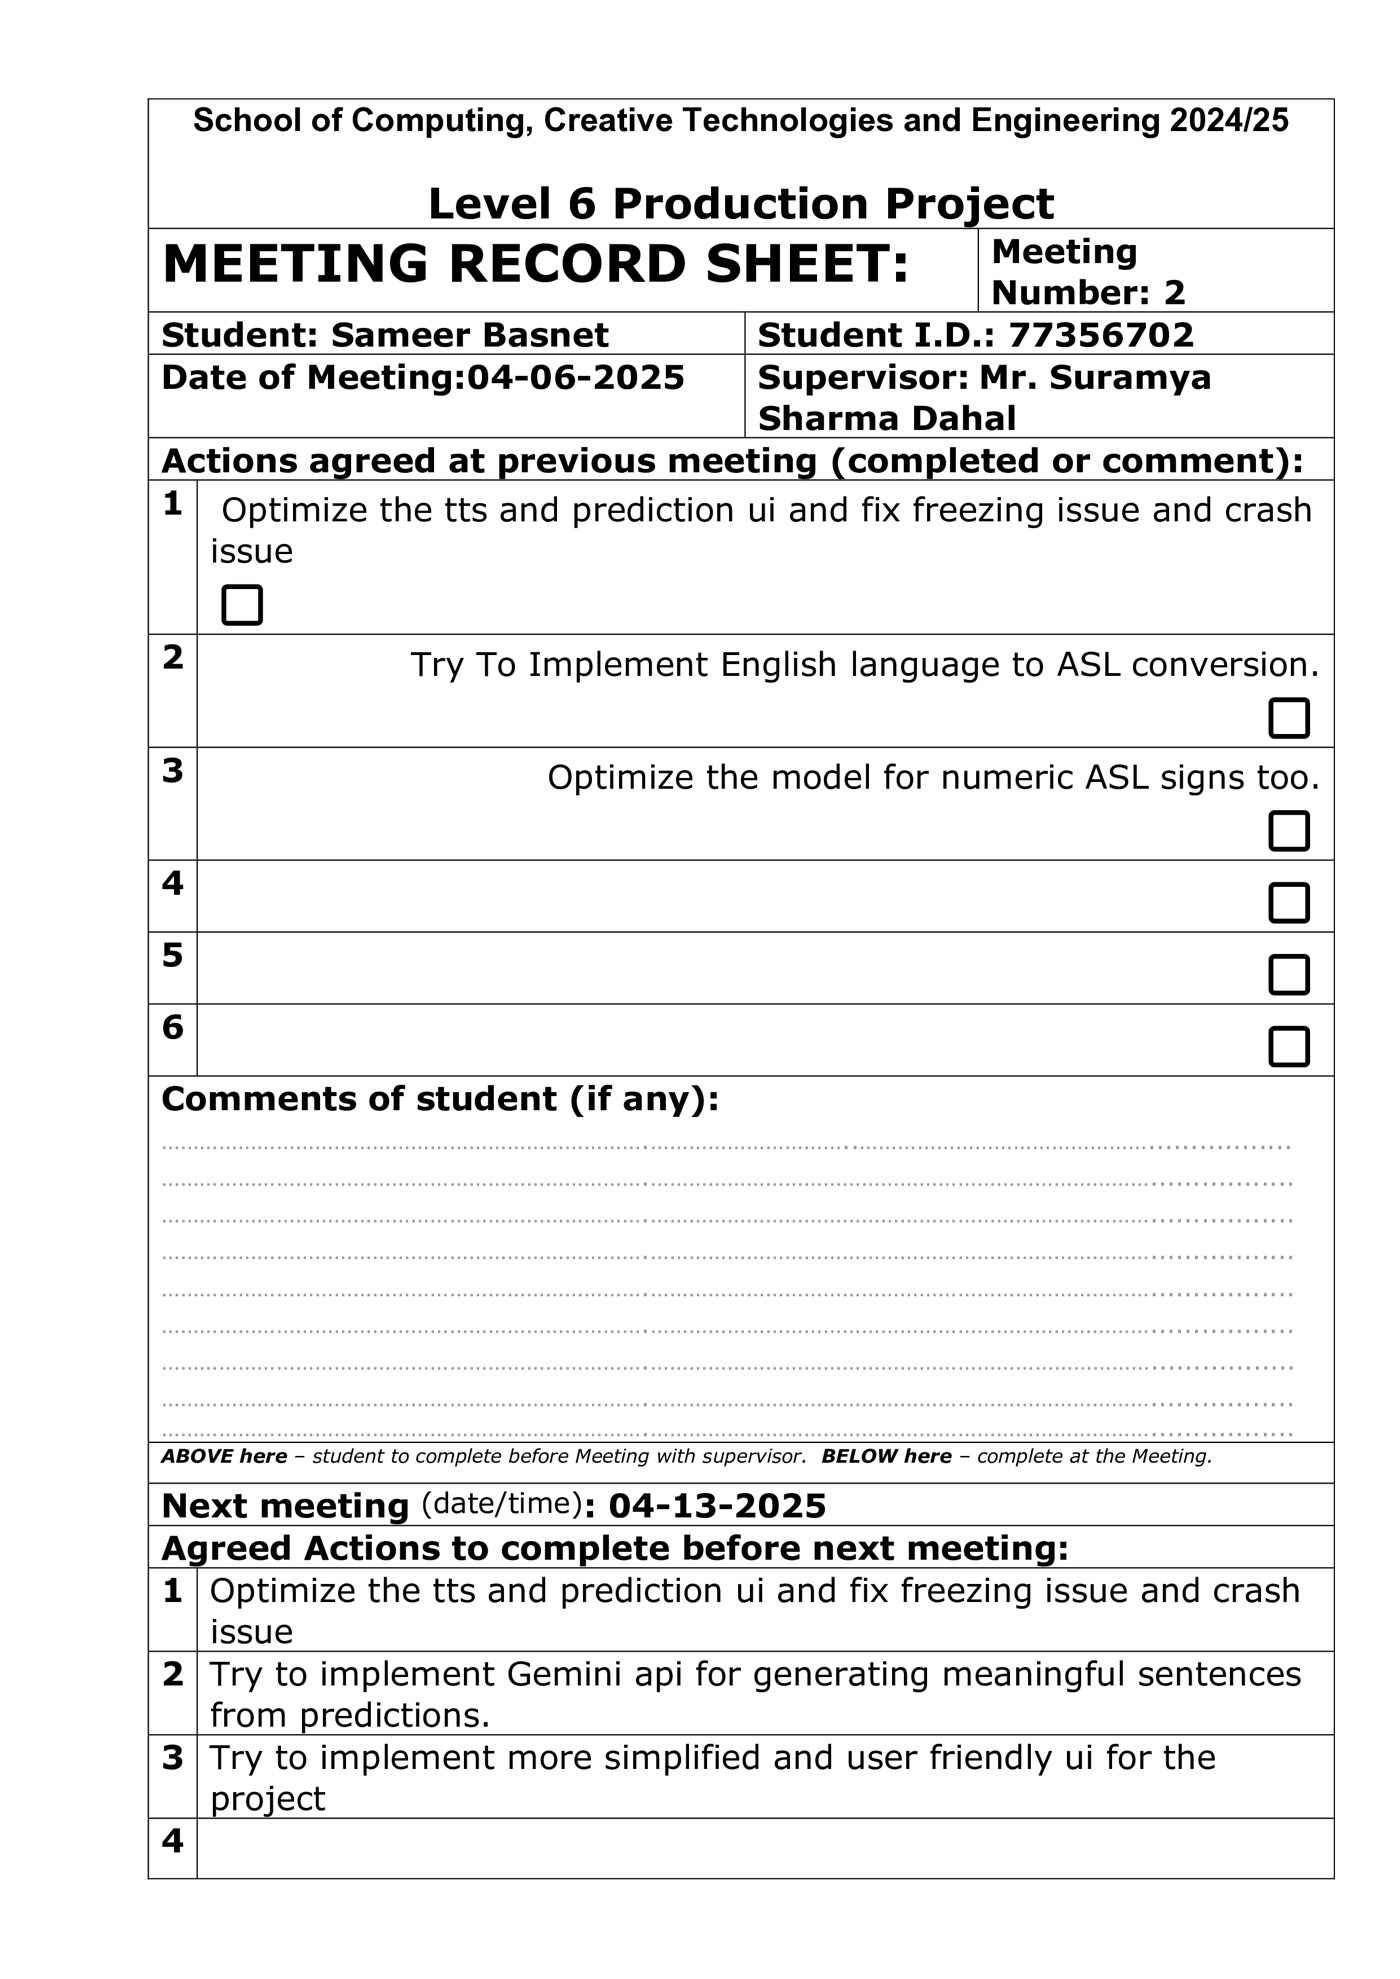 School of Computing, Creative Technologies and Engineering 2024/25
Level 6 Production Project
MEETING RECORD SHEET:
Meeting
Number: 2
Student: Sameer Basnet
Student I.D.: 77356702
Date of Meeting:04-06-2025
Supervisor: Mr. Suramya
Sharma Dahal
Actions agreed at previous meeting (completed or comment):
1
Optimize the tts and prediction ui and fix freezing issue and crash
issue
2
Try To Implement English language to ASL conversion.
3
Optimize the model for numeric ASL signs too.
4
5
6
Comments of student (if any):
ABOVE here – student to complete before Meeting with supervisor. BELOW here – complete at the Meeting.
Next meeting (date/time): 04-13-2025
Agreed Actions to complete before next meeting:
1
Optimize the tts and prediction ui and fix freezing issue and crash
issue
2
Try to implement Gemini api for generating meaningful sentences
from predictions.
3
Try to implement more simplified and user friendly ui for the
project
4